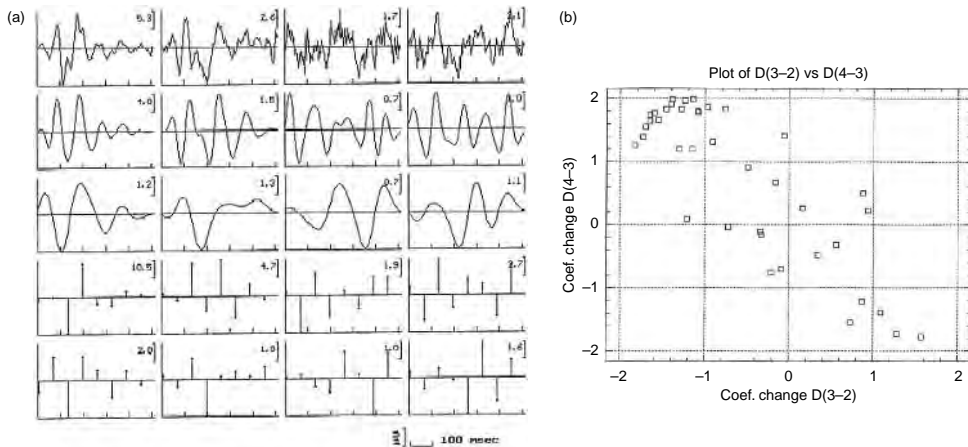 (a)
5.3 2.6 1.7 2.1
4.0 1.5 0.7 1.0
1.2 1.3 0.7 1.1
10.5 4.7 1.9 2.7
2.0 1.0 1.0 1.6
100 msec
(b)
Plot of D(3–2) vs D(4–3)
Coef. change D(4–3)
2
1
0
−1
−2
−2 −1 0 1 2
Coef. change D(3–2)